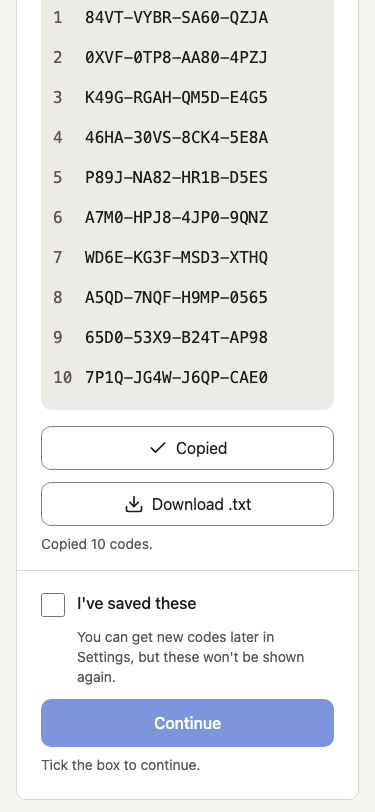 1 84VT-VYBR-SA60-QZJA
2 0XVF-0TP8-AA80-4PZJ
3 K49G-RGAH-QM5D-E4G5
4 46HA-30VS-8CK4-5E8A
5 P89J-NA82-HR1B-D5ES
6 A7M0-HPJ8-4JP0-9QNZ
7 WD6E-KG3F-MSD3-XTHQ
8 A5QD-7NQF-H9MP-0565
9 65D0-53X9-B24T-AP98
10 7P1Q-JG4W-J6QP-CAE0
Copied
Download .txt
Copied 10 codes.
I've saved these
You can get new codes later in
Settings, but these won't be shown
again.
Continue
Tick the box to continue.